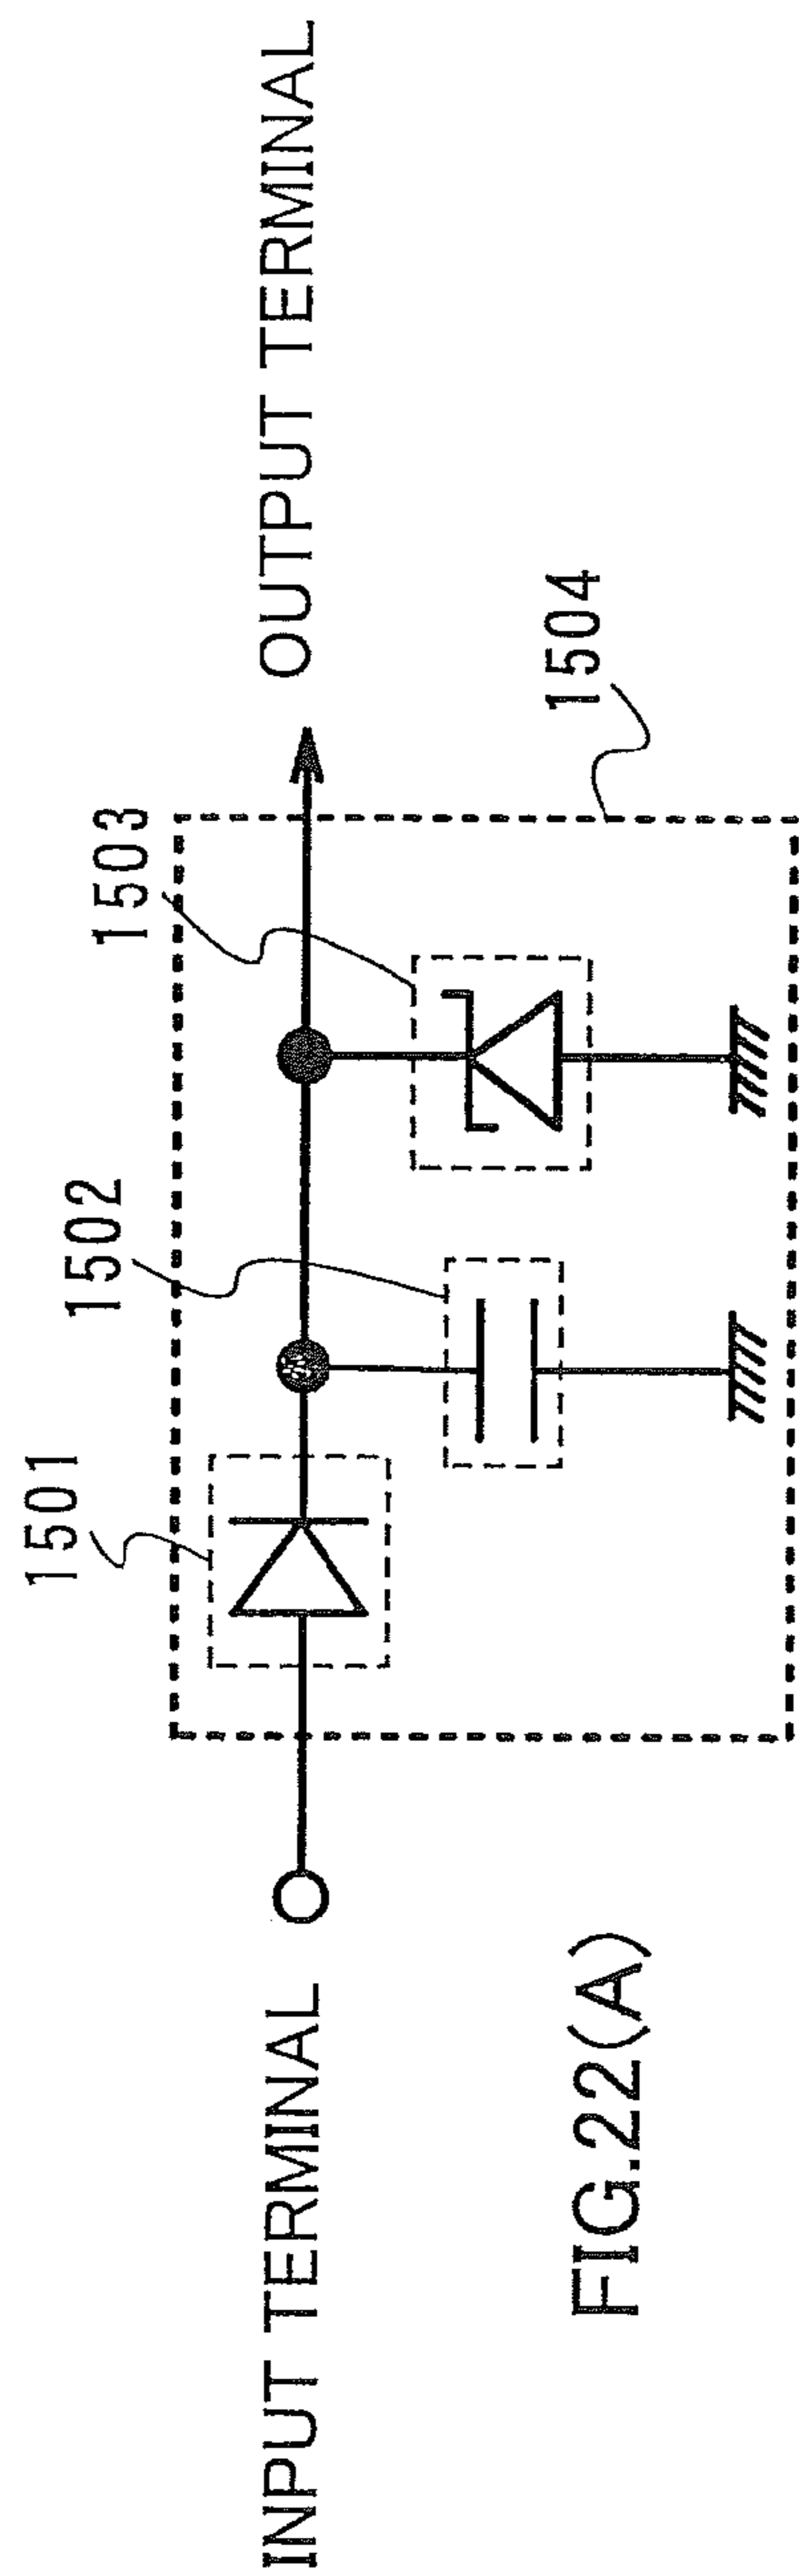 1501
1502
1503
INPUT TERMINAL
OUTPUT TERMINAL
1504
FIG.22(A)